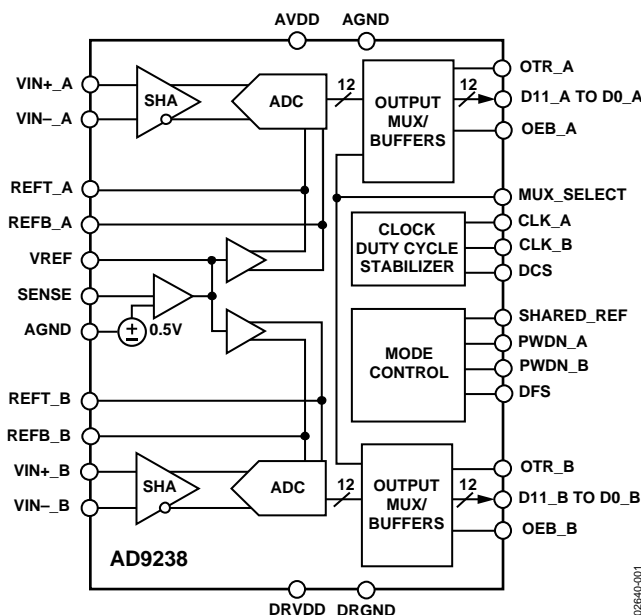 AVDD AGND
VIN+_A
VIN–_A
REFT_A
REFB_A
VREF
SENSE
AGND
REFT_B
REFB_B
VIN+_B
VIN–_B
SHA
ADC
12
OUTPUT
MUX/
BUFFERS
12
OTR_A
D11_A TO D0_A
OEB_A
MUX_SELECT
CLOCK
DUTY CYCLE
STABILIZER
CLK_A
CLK_B
DCS
0.5V
MODE
CONTROL
SHARED_REF
PWDN_A
PWDN_B
DFS
SHA
ADC
12
OUTPUT
MUX/
BUFFERS
12
OTR_B
D11_B TO D0_B
OEB_B
AD9238
DRVDD DRGND
02640-001